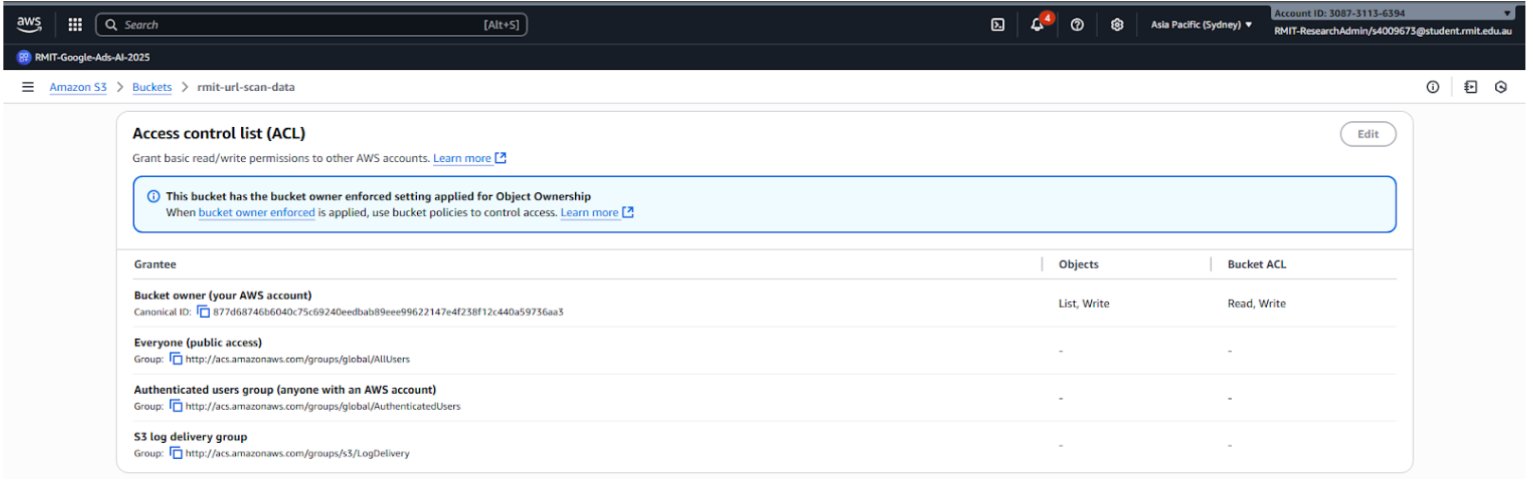 aws
Search [Alt+S]
4
Asia Pacific (Sydney) ▼
Account ID: 3087-3113-6394
RMIT-ResearchAdmin/s4009673@student.rmit.edu.au
RMIT-Google-Ads-AI-2025
Amazon S3 > Buckets > rmit-url-scan-data
Access control list (ACL)
Edit
Grant basic read/write permissions to other AWS accounts. Learn more
This bucket has the bucket owner enforced setting applied for Object Ownership
When bucket owner enforced is applied, use bucket policies to control access. Learn more
Grantee Objects Bucket ACL
Bucket owner (your AWS account)
Canonical ID: 877d68746b6040c75c69240eedbab89eee99622147e4f238f12c440a59736aa3
List, Write Read, Write
Everyone (public access)
Group: http://acs.amazonaws.com/groups/global/AllUsers
- -
Authenticated users group (anyone with an AWS account)
Group: http://acs.amazonaws.com/groups/global/AuthenticatedUsers
- -
S3 log delivery group
Group: http://acs.amazonaws.com/groups/s3/LogDelivery
- -